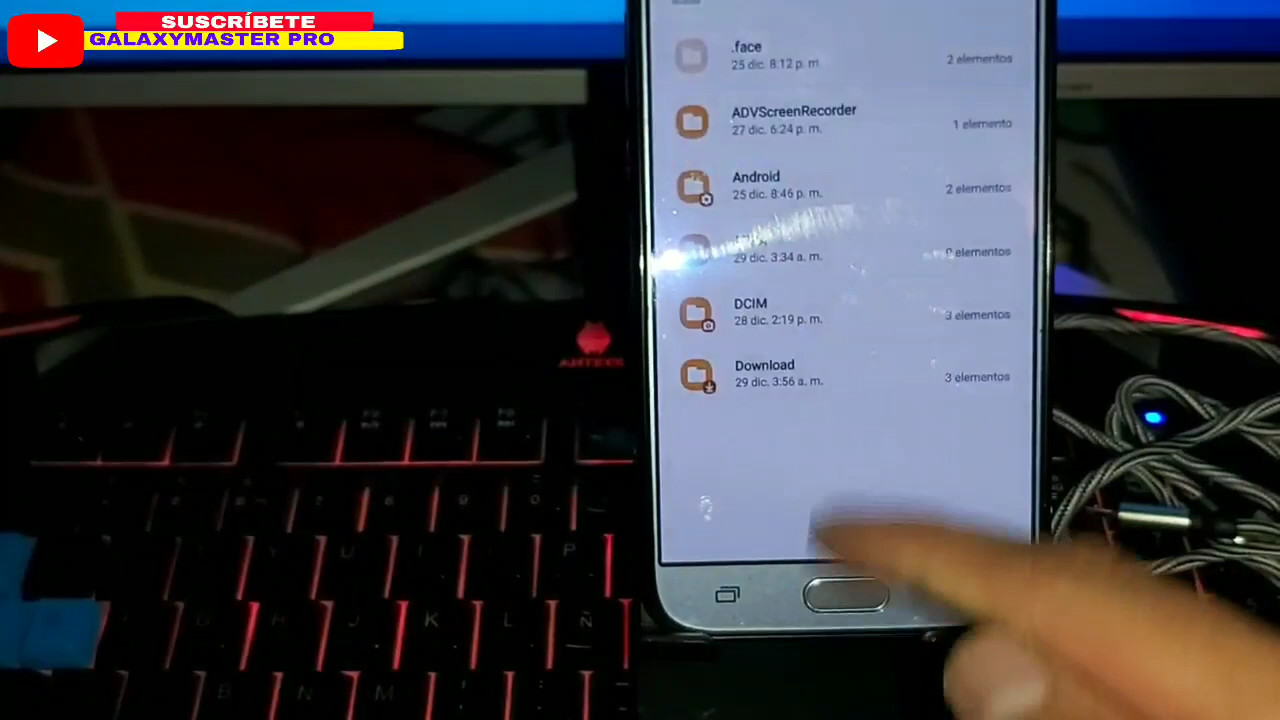 SUSCRÍBETE
GALAXYMASTER PRO
.face
25 dic. 8:12 p. m.
2 elementos
ADVScreenRecorder
27 dic. 6:24 p. m.
1 elemento
Android
25 dic. 8:46 p. m.
2 elementos
29 dic. 3:34 a. m.
elementos
DCIM
28 dic. 2:19 p. m.
3 elementos
Download
29 dic. 3:56 a. m.
3 elementos
U
P
K
L
Ñ
N
M